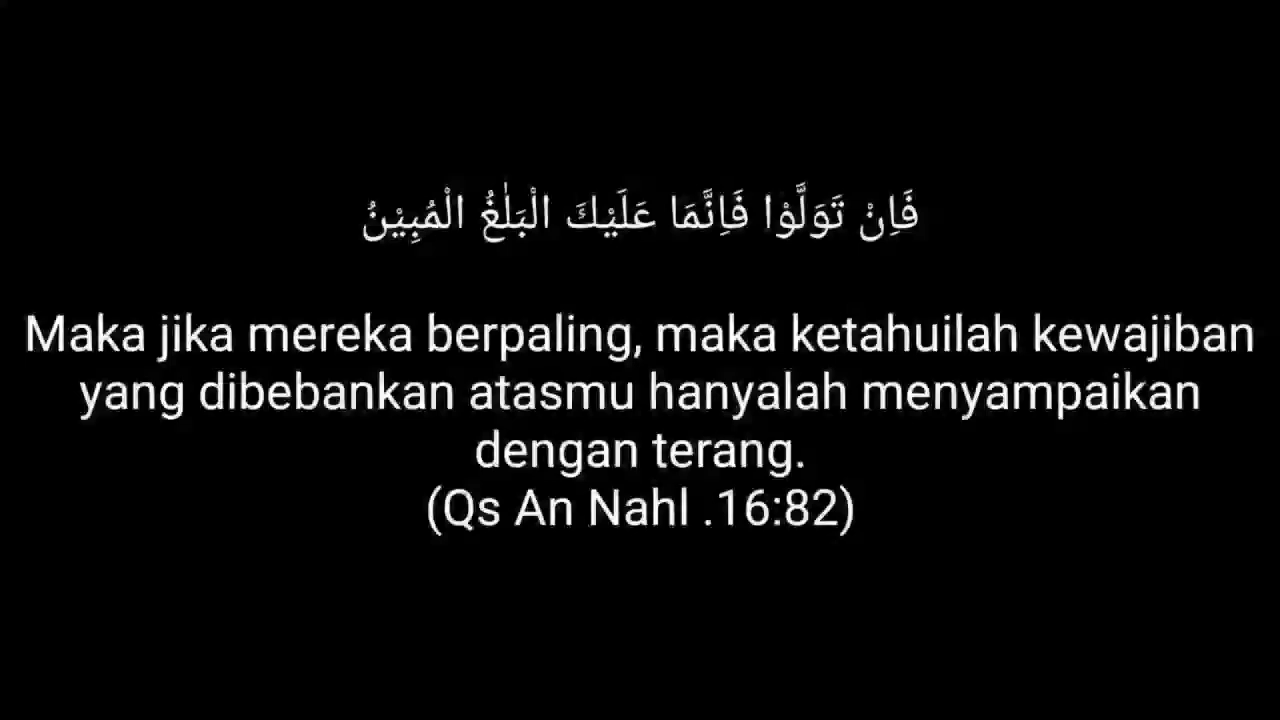 فَاِنْ تَوَلَّوْا فَاِنَّمَا عَلَيْكَ الْبَلٰغُ الْمُبِيْنُ
Maka jika mereka berpaling, maka ketahuilah kewajiban
yang dibebankan atasmu hanyalah menyampaikan
dengan terang.
(Qs An Nahl .16:82)